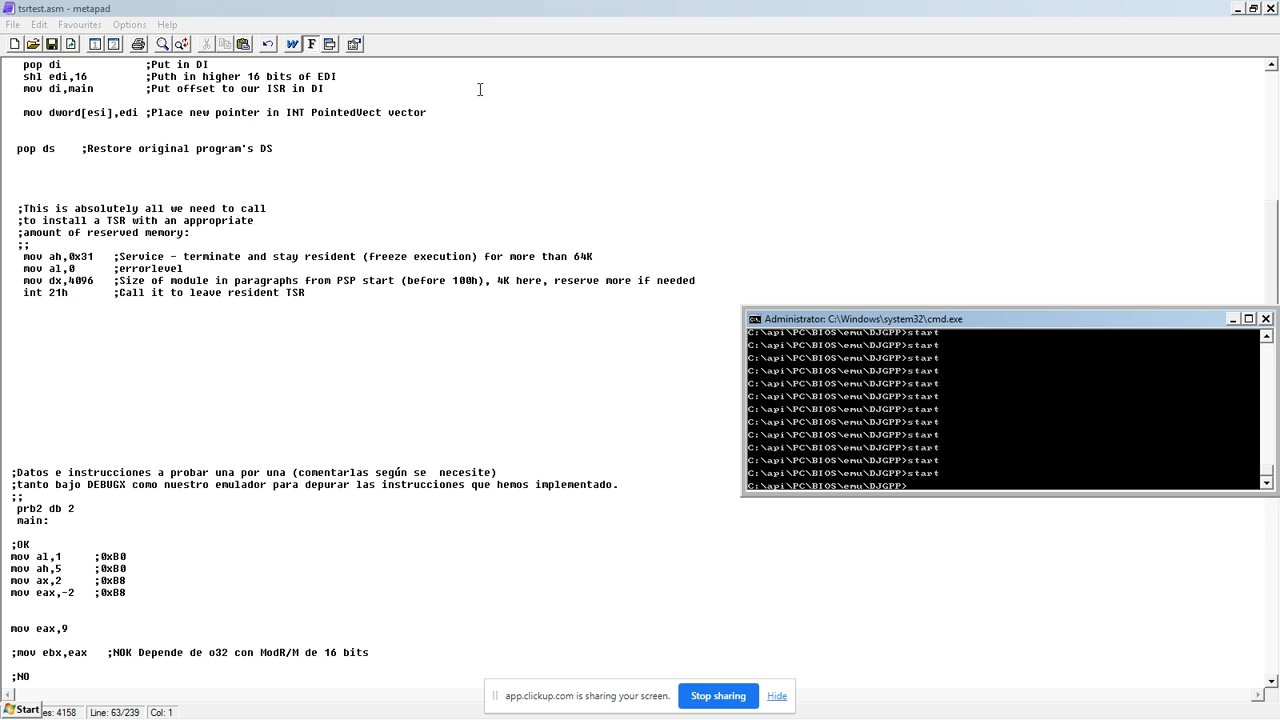 tsrtest.asm - metapad
File Edit Favourites Options Help
pop di ;Put in DI
shl edi,16 ;Puth in higher 16 bits of EDI
mov di,main ;Put offset to our ISR in DI
mov dword[esi],edi ;Place new pointer in INT PointedVect vector
pop ds ;Restore original program's DS
;This is absolutely all we need to call
;to install a TSR with an appropriate
;amount of reserved memory:
;;
mov ah,0x31 ;Service - terminate and stay resident (freeze execution) for more than 64K
mov al,0 ;errorlevel
mov dx,4096 ;Size of module in paragraphs from PSP start (before 100h), 4K here, reserve more if needed
int 21h ;Call it to leave resident TSR
Administrator: C:\Windows\system32\cmd.exe
C:\api\PC\BIOS\emu\DJGPP>start
C:\api\PC\BIOS\emu\DJGPP>start
C:\api\PC\BIOS\emu\DJGPP>start
C:\api\PC\BIOS\emu\DJGPP>start
C:\api\PC\BIOS\emu\DJGPP>start
C:\api\PC\BIOS\emu\DJGPP>start
C:\api\PC\BIOS\emu\DJGPP>start
C:\api\PC\BIOS\emu\DJGPP>start
C:\api\PC\BIOS\emu\DJGPP>start
C:\api\PC\BIOS\emu\DJGPP>start
C:\api\PC\BIOS\emu\DJGPP>start
C:\api\PC\BIOS\emu\DJGPP>start
C:\api\PC\BIOS\emu\DJGPP>
;Datos e instrucciones a probar una por una (comentarlas según se necesite)
;tanto bajo DEBUGX como nuestro emulador para depurar las instrucciones que hemos implementado.
;;
prb2 db 2
main:
;OK
mov al,1 ;0xB0
mov ah,5 ;0xB0
mov ax,2 ;0xB8
mov eax,-2 ;0xB8
mov eax,9
;mov ebx,eax ;NOK Depende de o32 con ModR/M de 16 bits
;NO
app.clickup.com is sharing your screen. Stop sharing Hide
Start es: 4158 Line: 63/239 Col: 1